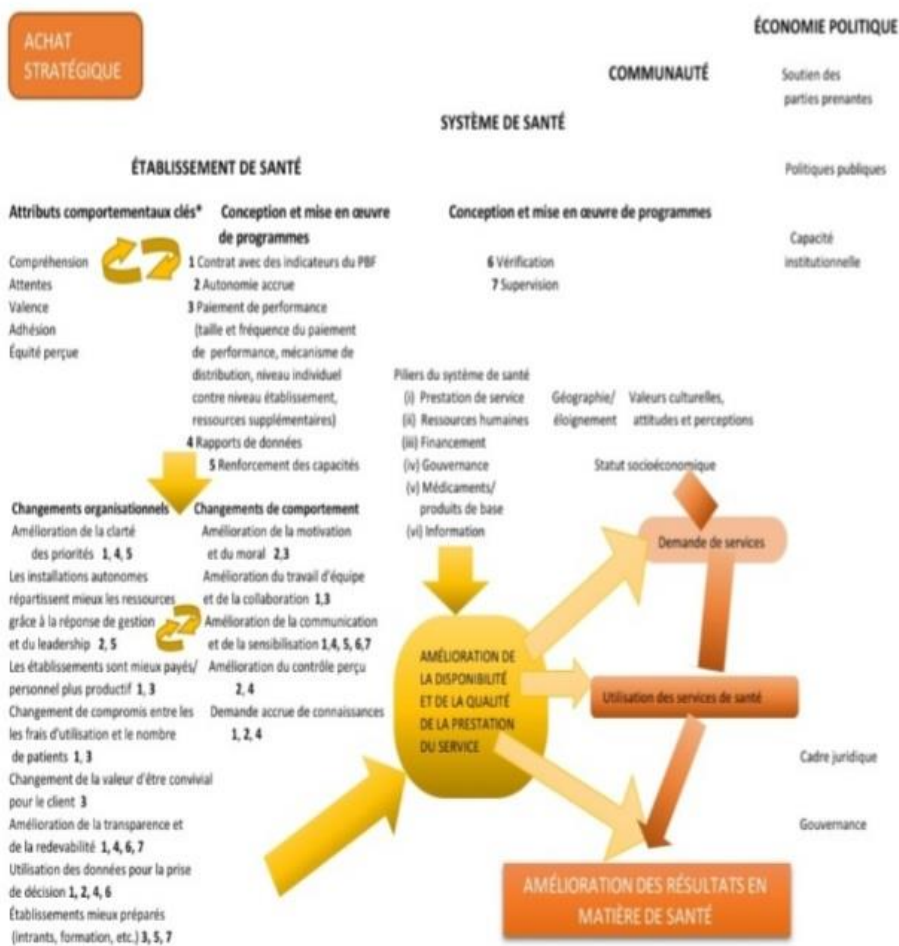 ACHAT
STRATÉGIQUE
ÉCONOMIE POLITIQUE
COMMUNAUTÉ
Soutien des
parties prenantes
SYSTÈME DE SANTÉ
ÉTABLISSEMENT DE SANTÉ
Politiques publiques
Attributs comportementaux clés*
Conception et mise en œuvre
de programmes
Conception et mise en œuvre de programmes
Capacité
institutionnelle
Compréhension
Attentes
Valence
Adhésion
Équité perçue
1 Contrat avec des indicateurs du PBF
2 Autonomie accrue
3 Paiement de performance
(taille et fréquence du paiement
de performance, mécanisme de
distribution, niveau individuel
contre niveau établissement,
ressources supplémentaires)
4 Rapports de données
5 Renforcement des capacités
6 Vérification
7 Supervision
Piliers du système de santé
(i) Prestation de service
(ii) Ressources humaines
(iii) Financement
(iv) Gouvernance
(v) Médicaments/
produits de base
(vi) Information
Géographie/
éloignement
Valeurs culturelles,
attitudes et perceptions
Statut socioéconomique
Changements organisationnels
Amélioration de la clarté
des priorités 1, 4, 5
Les installations autonomes
répartissent mieux les ressources
grâce à la réponse de gestion
et du leadership 2, 5
Les établissements sont mieux payés/
personnel plus productif 1, 3
Changement de compromis entre les
les frais d'utilisation et le nombre
de patients 1, 3
Changement de la valeur d'être convivial
pour le client 3
Amélioration de la transparence et
de la redevabilité 1, 4, 6, 7
Utilisation des données pour la prise
de décision 1, 2, 4, 6
Établissements mieux préparés
(intrants, formation, etc.) 3, 5, 7
Changements de comportement
Amélioration de la motivation
et du moral 2,3
Amélioration du travail d'équipe
et de la collaboration 1,3
Amélioration de la communication
et de la sensibilisation 1,4, 5, 6,7
Amélioration du contrôle perçu
2, 4
Demande accrue de connaissances
1, 2, 4
AMÉLIORATION DE
LA DISPONIBILITÉ
ET DE LA QUALITÉ
DE LA PRESTATION
DU SERVICE
Demande de services
Utilisation des services de santé
Cadre juridique
Gouvernance
AMÉLIORATION DES RÉSULTATS EN
MATIÈRE DE SANTÉ